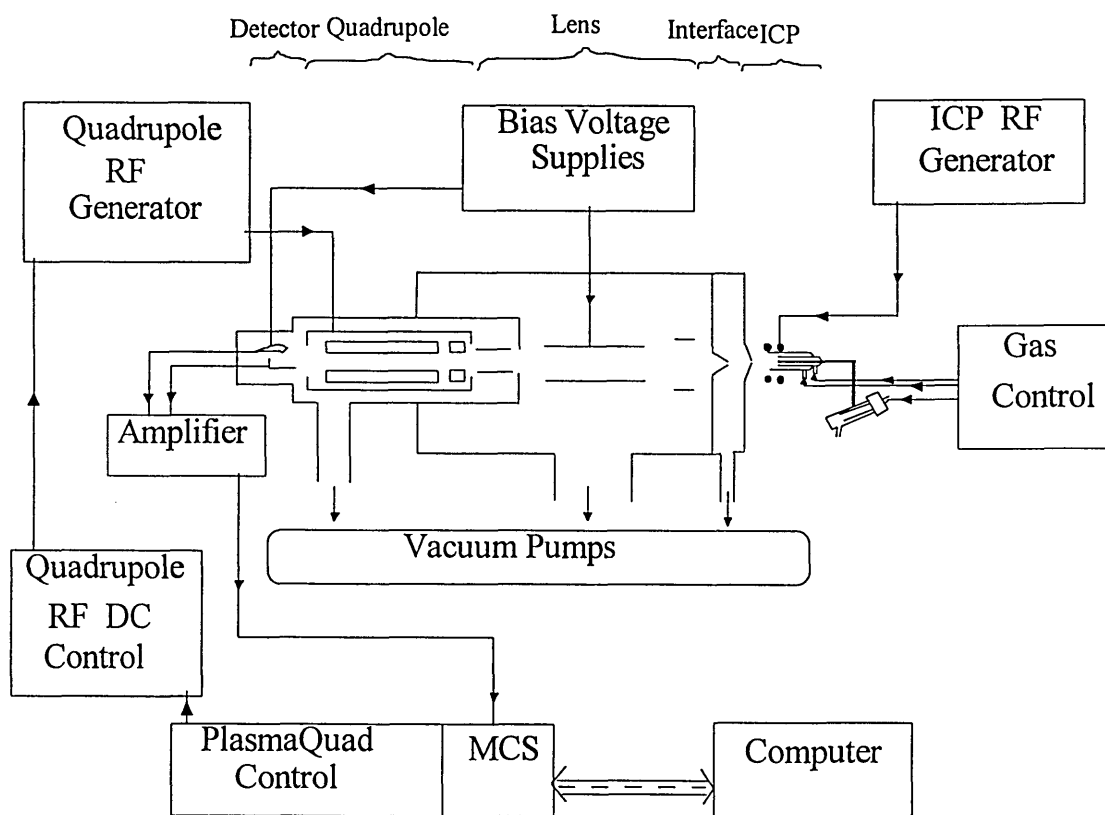 Detector Quadrupole Lens Interface ICP
Quadrupole
RF
Generator
Bias Voltage
Supplies
ICP RF
Generator
Gas
Control
Amplifier
Vacuum Pumps
Quadrupole
RF DC
Control
PlasmaQuad
Control
MCS
Computer